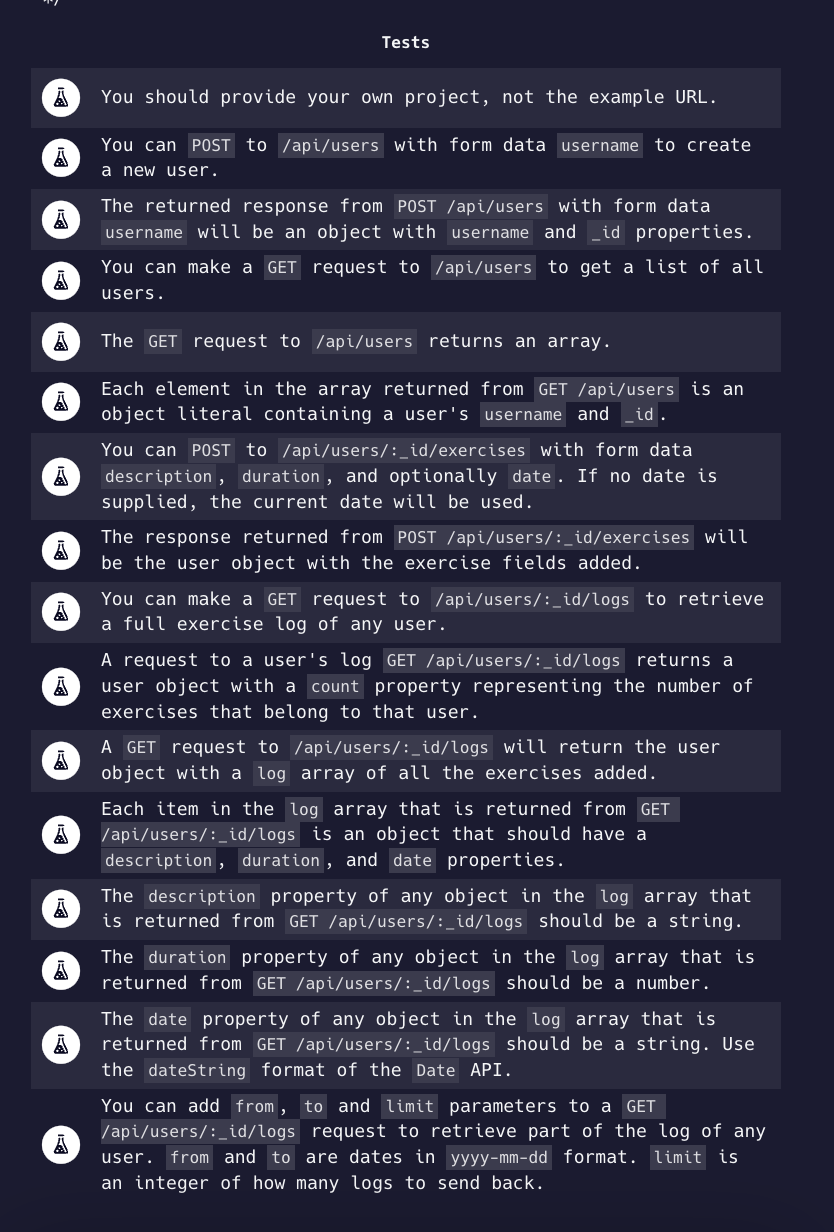 */
Tests
You should provide your own project, not the example URL.
You can POST to /api/users with form data username to create
a new user.
The returned response from POST /api/users with form data
username will be an object with username and _id properties.
You can make a GET request to /api/users to get a list of all
users.
The GET request to /api/users returns an array.
Each element in the array returned from GET /api/users is an
object literal containing a user's username and _id.
You can POST to /api/users/:_id/exercises with form data
description, duration, and optionally date. If no date is
supplied, the current date will be used.
The response returned from POST /api/users/:_id/exercises will
be the user object with the exercise fields added.
You can make a GET request to /api/users/:_id/logs to retrieve
a full exercise log of any user.
A request to a user's log GET /api/users/:_id/logs returns a
user object with a count property representing the number of
exercises that belong to that user.
A GET request to /api/users/:_id/logs will return the user
object with a log array of all the exercises added.
Each item in the log array that is returned from GET
/api/users/:_id/logs is an object that should have a
description, duration, and date properties.
The description property of any object in the log array that
is returned from GET /api/users/:_id/logs should be a string.
The duration property of any object in the log array that is
returned from GET /api/users/:_id/logs should be a number.
The date property of any object in the log array that is
returned from GET /api/users/:_id/logs should be a string. Use
the dateString format of the Date API.
You can add from, to and limit parameters to a GET
/api/users/:_id/logs request to retrieve part of the log of any
user. from and to are dates in yyyy-mm-dd format. limit is
an integer of how many logs to send back.